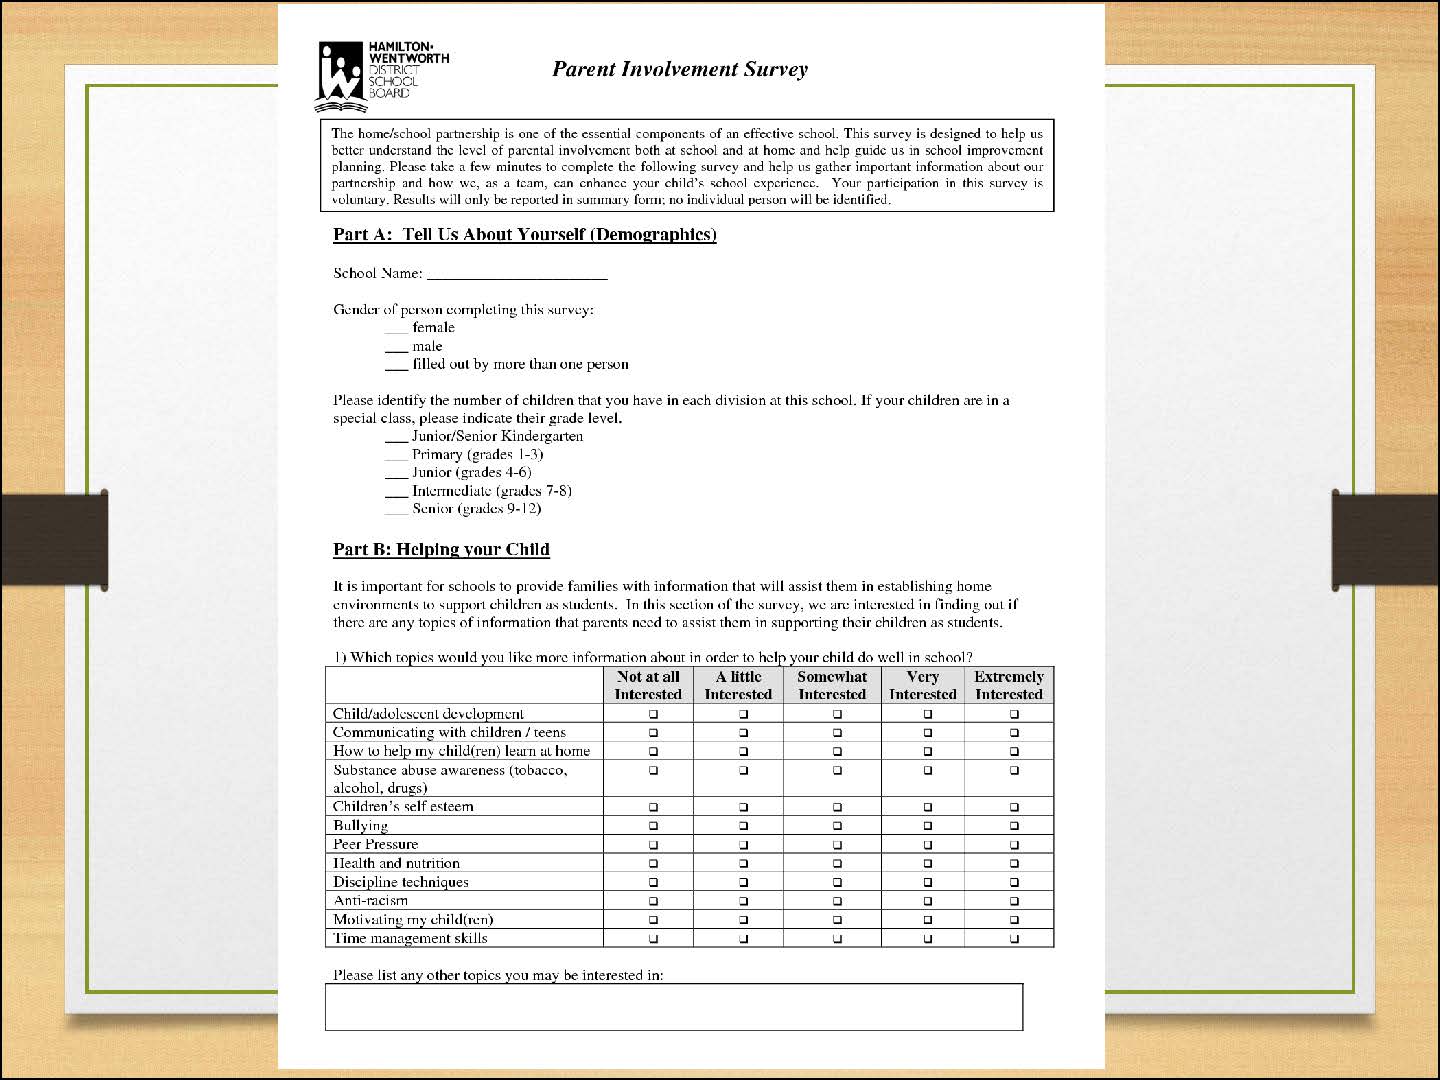 HAMILTON-
WENTWORTH
DISTRICT
SCHOOL
BOARD
Parent Involvement Survey
The home/school partnership is one of the essential components of an effective school. This survey is designed to help us
better understand the level of parental involvement both at school and at home and help guide us in school improvement
planning. Please take a few minutes to complete the following survey and help us gather important information about our
partnership and how we, as a team, can enhance your child's school experience.  Your participation in this survey is
voluntary. Results will only be reported in summary form; no individual person will be identified.
Part A:  Tell Us About Yourself (Demographics)
School Name: _______________________
Gender of person completing this survey:
___ female
___ male
___ filled out by more than one person
Please identify the number of children that you have in each division at this school. If your children are in a
special class, please indicate their grade level.
___ Junior/Senior Kindergarten
___ Primary (grades 1-3)
___ Junior (grades 4-6)
___ Intermediate (grades 7-8)
___ Senior (grades 9-12)
Part B: Helping your Child
It is important for schools to provide families with information that will assist them in establishing home
environments to support children as students.  In this section of the survey, we are interested in finding out if
there are any topics of information that parents need to assist them in supporting their children as students.
1) Which topics would you like more information about in order to help your child do well in school?
Not at all A little Somewhat Very Extremely
Interested Interested Interested Interested Interested
Child/adolescent development ❑ ❑ ❑ ❑ ❑
Communicating with children / teens ❑ ❑ ❑ ❑ ❑
How to help my child(ren) learn at home ❑ ❑ ❑ ❑ ❑
Substance abuse awareness (tobacco, ❑ ❑ ❑ ❑ ❑
alcohol, drugs)
Children's self esteem ❑ ❑ ❑ ❑ ❑
Bullying ❑ ❑ ❑ ❑ ❑
Peer Pressure ❑ ❑ ❑ ❑ ❑
Health and nutrition ❑ ❑ ❑ ❑ ❑
Discipline techniques ❑ ❑ ❑ ❑ ❑
Anti-racism ❑ ❑ ❑ ❑ ❑
Motivating my child(ren) ❑ ❑ ❑ ❑ ❑
Time management skills ❑ ❑ ❑ ❑ ❑
Please list any other topics you may be interested in: